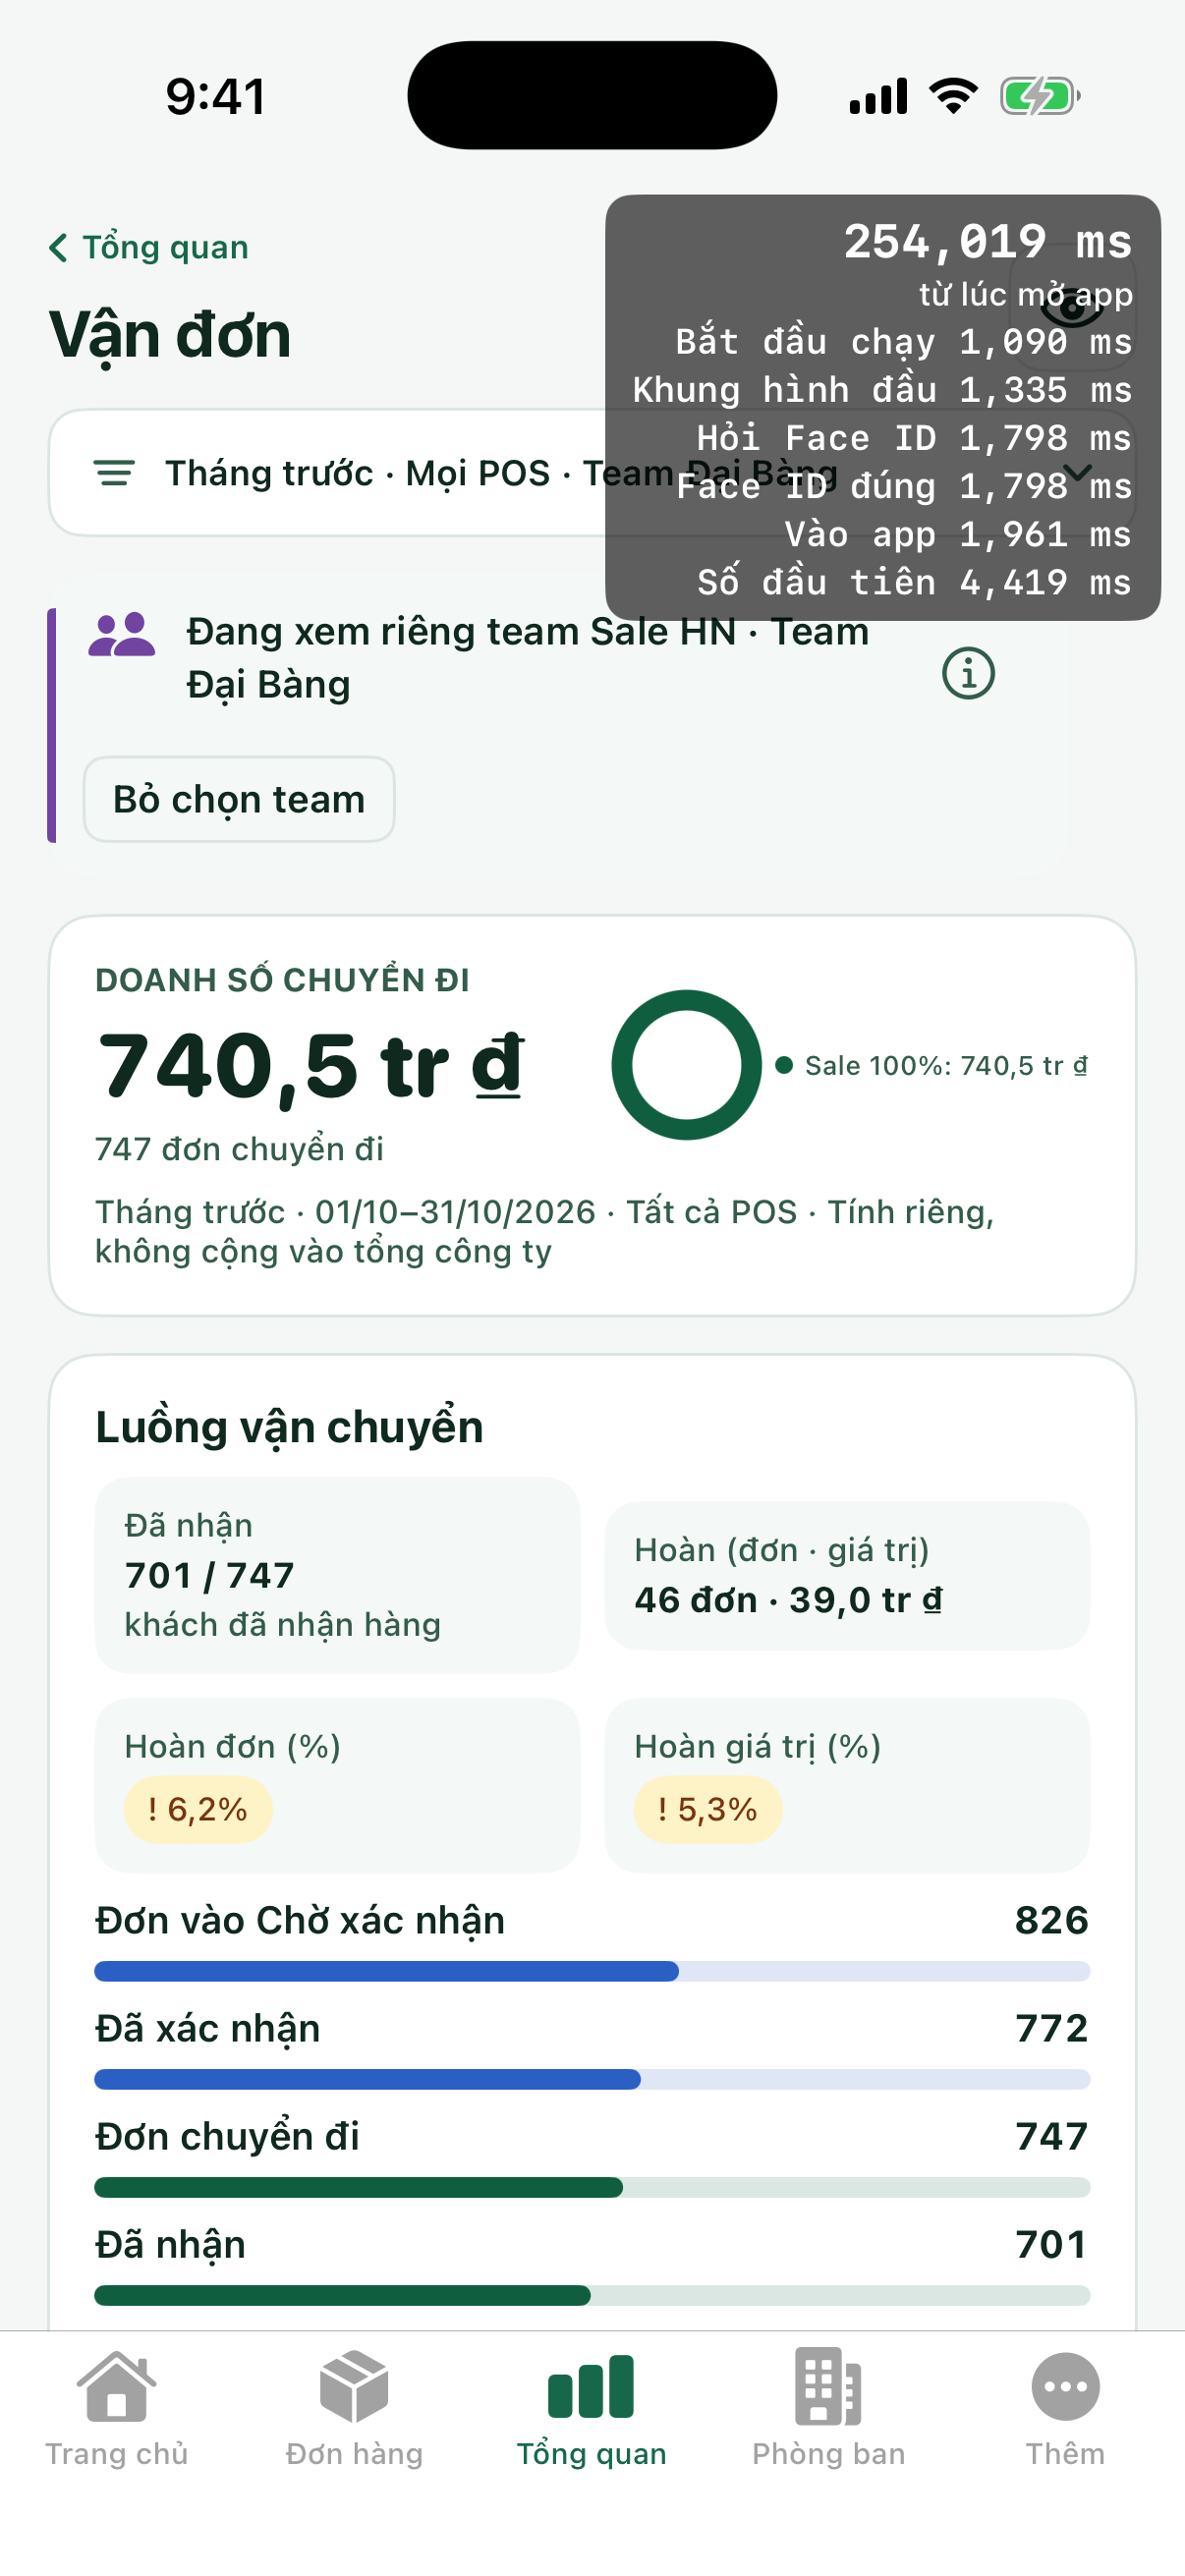 9:41
Tổng quan
Vận đơn
254,019 ms
từ lúc mở app
Bắt đầu chạy 1,090 ms
Khung hình đầu 1,335 ms
Hỏi Face ID 1,798 ms
Face ID đúng 1,798 ms
Vào app 1,961 ms
Số đầu tiên 4,419 ms
Tháng trước · Mọi POS · Team Đại Bàng
Đang xem riêng team Sale HN · Team
Đại Bàng
Bỏ chọn team
DOANH SỐ CHUYỂN ĐI
740,5 tr ₫
747 đơn chuyển đi
Sale 100%: 740,5 tr ₫
Tháng trước · 01/10–31/10/2026 · Tất cả POS · Tính riêng,
không cộng vào tổng công ty
Luồng vận chuyển
Đã nhận
701 / 747
khách đã nhận hàng
Hoàn (đơn · giá trị)
46 đơn · 39,0 tr ₫
Hoàn đơn (%)
! 6,2%
Hoàn giá trị (%)
! 5,3%
Đơn vào Chờ xác nhận 826
Đã xác nhận 772
Đơn chuyển đi 747
Đã nhận 701
Trang chủ
Đơn hàng
Tổng quan
Phòng ban
Thêm